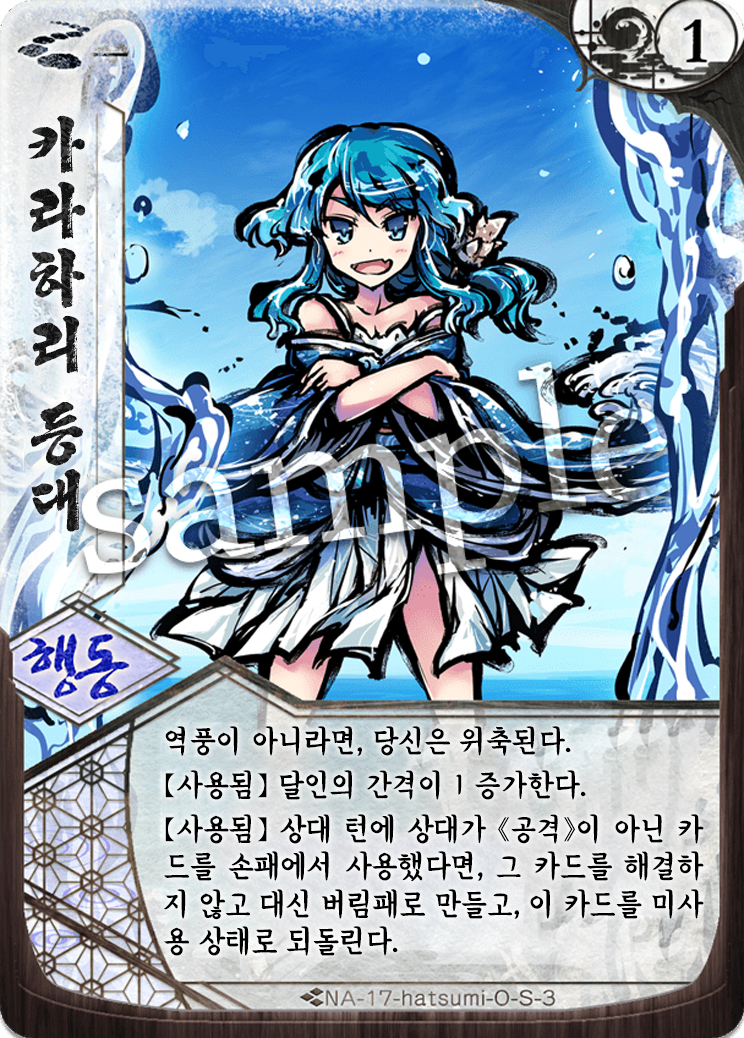 1
카라하리 등대
sample
행동
역풍이 아니라면, 당신은 위축된다.
【사용됨】 달인의 간격이 1 증가한다.
【사용됨】 상대 턴에 상대가 《공격》이 아닌 카
드를 손패에서 사용했다면, 그 카드를 해결하
지 않고 대신 버림패로 만들고, 이 카드를 미사
용 상태로 되돌린다.
NA-17-hatsumi-O-S-3